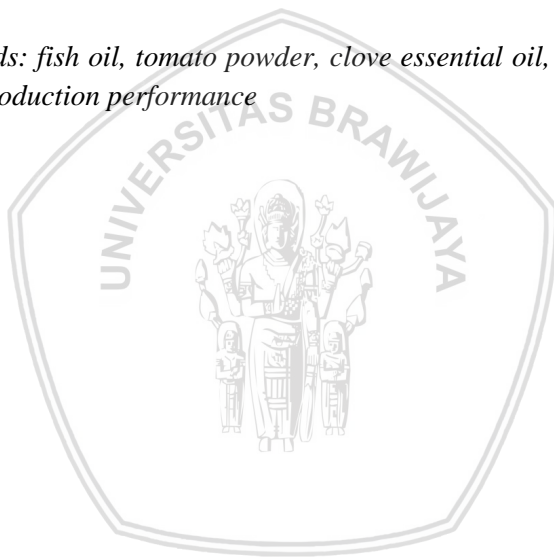 ds: fish oil, tomato powder, clove essential oil,
oduction performance
UNIVERSITAS BRAWIJAYA